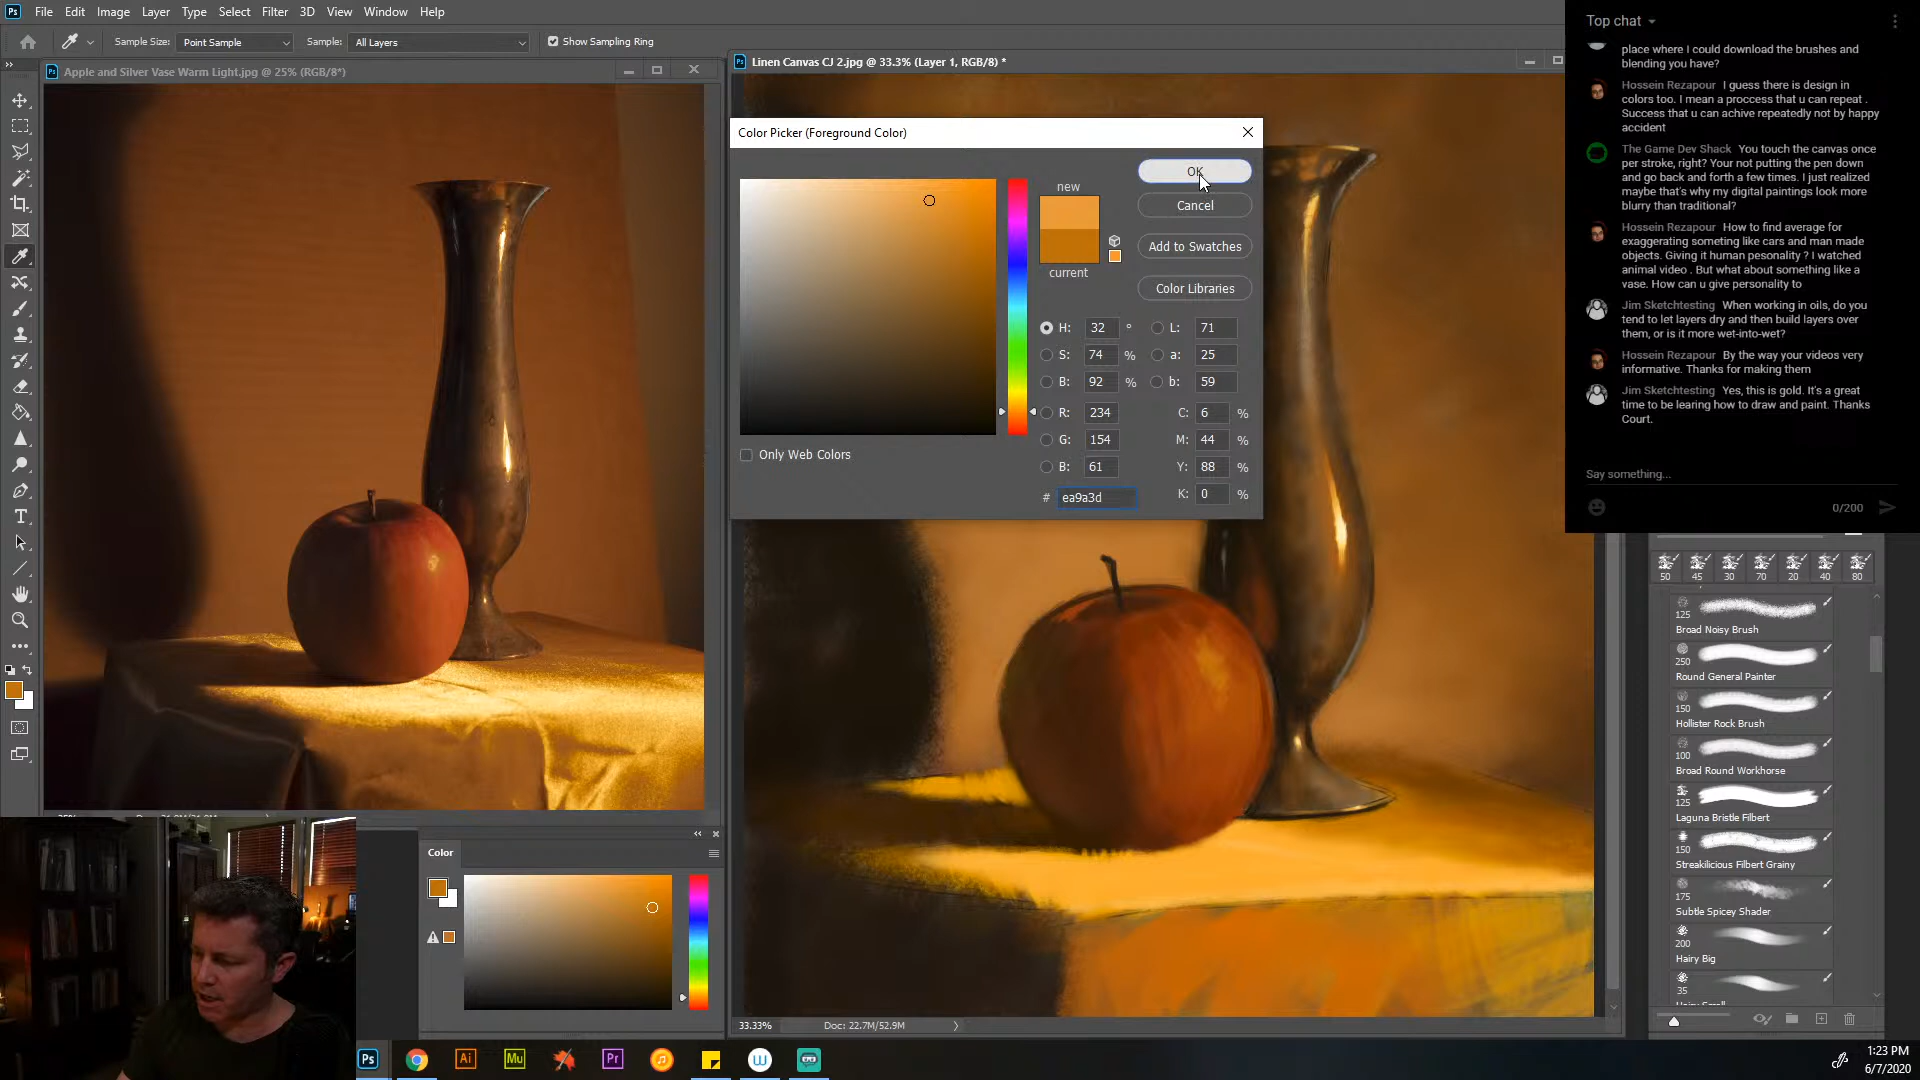 Ps File Edit Image Layer Type Select Filter 3D View Window Help
Sample Size: Point Sample Sample: All Layers Show Sampling Ring
Ps Apple and Silver Vase Warm Light.jpg @ 25% (RGB/8*)
Ps Linen Canvas CJ 2.jpg @ 33.3% (Layer 1, RGB/8) *
Color Picker (Foreground Color)
new
current
OK
Cancel
Add to Swatches
Color Libraries
H: 32 ° L: 71
S: 74 % a: 25
B: 92 % b: 59
R: 234 C: 6 %
G: 154 M: 44 %
B: 61 Y: 88 %
# ea9a3d K: 0 %
Only Web Colors
Top chat
place where I could download the brushes and
blending you have?
Hossein Rezapour I guess there is design in
colors too. I mean a proccess that u can repeat .
Success that u can achive repeatedly not by happy
accident
The Game Dev Shack You touch the canvas once
per stroke, right? Your not putting the pen down
and go back and forth a few times. I just realized
maybe that's why my digital paintings look more
blurry than traditional?
Hossein Rezapour How to find average for
exaggerating someting like cars and man made
objects. Giving it human pesonality ? I watched
animal video . But what about something like a
vase. How can u give personality to
Jim Sketchtesting When working in oils, do you
tend to let layers dry and then build layers over
them, or is it more wet-into-wet?
Hossein Rezapour By the way your videos very
informative. Thanks for making them
Jim Sketchtesting Yes, this is gold. It's a great
time to be learing how to draw and paint. Thanks
Court.
Say something...
0/200
50 45 30 70 20 40 80
125
Broad Noisy Brush
250
Round General Painter
150
Hollister Rock Brush
100
Broad Round Workhorse
125
Laguna Bristle Filbert
150
Streakilicious Filbert Grainy
175
Subtle Spicey Shader
200
Hairy Big
35
Color
33.33% Doc: 22.7M/52.9M
Ps Ai Mu Pr
1:23 PM
6/7/2020